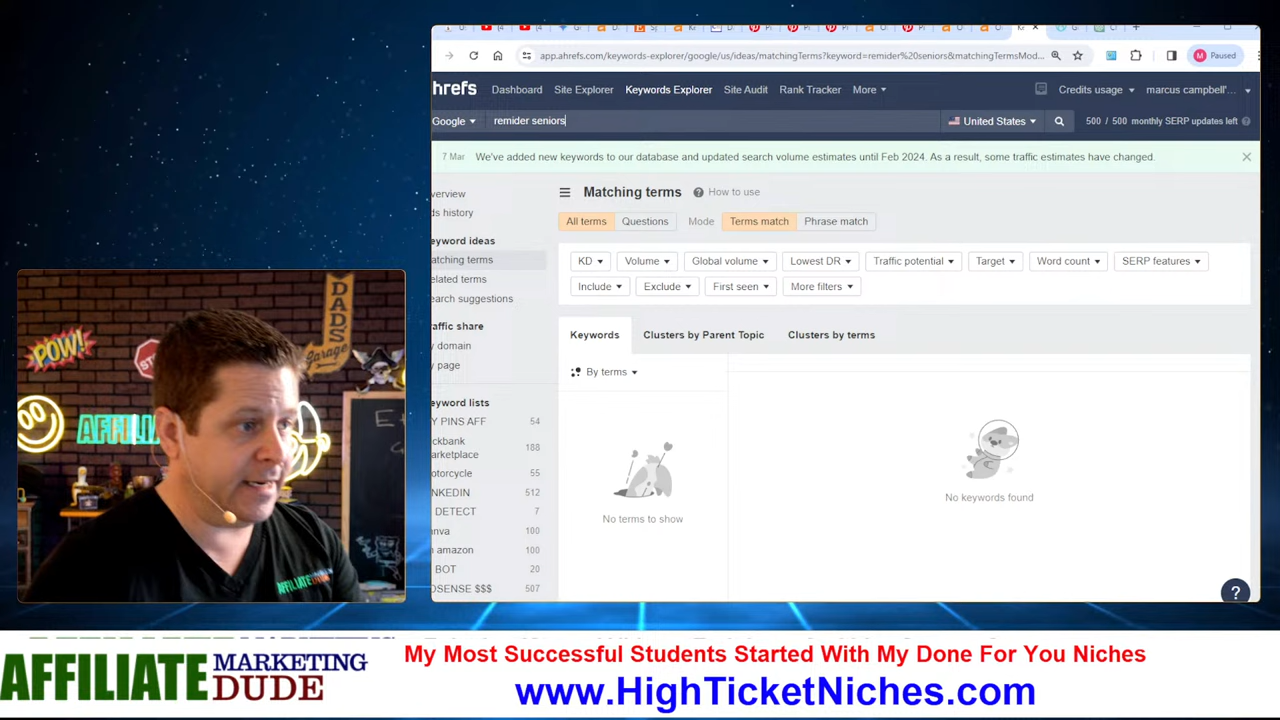 app.ahrefs.com/keywords-explorer/google/us/ideas/matchingTerms?keyword=remider%20seniors&matchingTermsMod...
M Paused
hrefs Dashboard Site Explorer Keywords Explorer Site Audit Rank Tracker More Credits usage marcus campbell'...
Google remider seniors United States 500 / 500 monthly SERP updates left
7 Mar We've added new keywords to our database and updated search volume estimates until Feb 2024. As a result, some traffic estimates have changed.
verview
ds history
eyword ideas
atching terms
elated terms
earch suggestions
affic share
y domain
y page
eyword lists
Y PINS AFF 54
ickbank
arketplace 188
otorcycle 55
INKEDIN 512
DETECT 7
anva 100
n amazon 100
BOT 20
DSENSE $$$ 507
Matching terms ? How to use
All terms Questions Mode Terms match Phrase match
KD Volume Global volume Lowest DR Traffic potential Target Word count SERP features
Include Exclude First seen More filters
Keywords Clusters by Parent Topic Clusters by terms
By terms
No terms to show
No keywords found
?
POW!
STO
DADS
Garage
AFFILIA
AFFILIATE
AFFILIATE MARKETING DUDE
My Most Successful Students Started With My Done For You Niches
www.HighTicketNiches.com